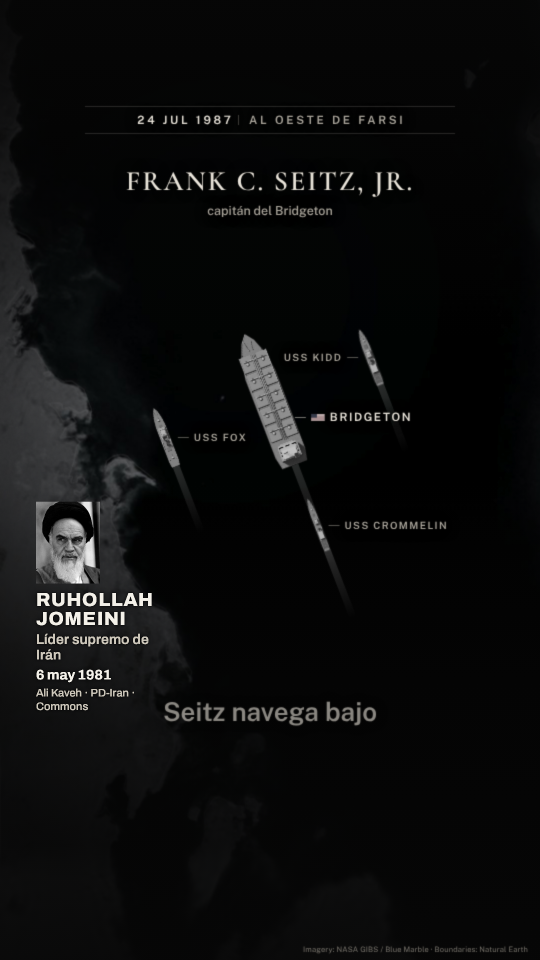 24 JUL 1987 | AL OESTE DE FARSI
FRANK C. SEITZ, JR.
capitán del Bridgeton
USS KIDD
BRIDGETON
USS FOX
USS CROMMELIN
RUHOLLAH
JOMEINI
Líder supremo de
Irán
6 may 1981
Ali Kaveh · PD-Iran ·
Commons
Seitz navega bajo
Imagery: NASA GIBS / Blue Marble · Boundaries: Natural Earth